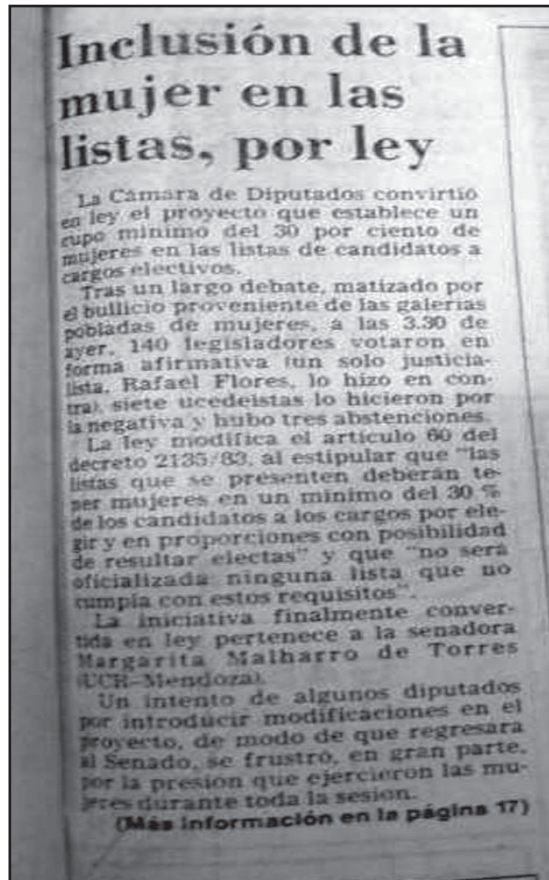 Inclusión de la
mujer en las
listas, por ley
La Cámara de Diputados convirtió
en ley el proyecto que establece un
cupo mínimo del 30 por ciento de
mujeres en las listas de candidatos a
cargos electivos.
Tras un largo debate, matizado por
el bullicio proveniente de las galerías
pobladas de mujeres, a las 3.30 de
ayer, 140 legisladores votaron en
forma afirmativa (un solo justicia-
lista, Rafael Flores, lo hizo en con-
tra), siete ucedeístas lo hicieron por
la negativa y hubo tres abstenciones.
La ley modifica el artículo 60 del
decreto 2135/83, al estipular que "las
listas que se presenten deberán te-
ner mujeres en un mínimo del 30 %
de los candidatos a los cargos por ele-
gir y en proporciones con posibilidad
de resultar electas" y que "no será
oficializada ninguna lista que no
cumpla con estos requisitos".
La iniciativa finalmente conver-
tida en ley pertenece a la senadora
Margarita Malharro de Torres
(UCR-Mendoza).
Un intento de algunos diputados
por introducir modificaciones en el
proyecto, de modo de que regresara
al Senado, se frustró, en gran parte,
por la presión que ejercieron las mu-
jeres durante toda la sesión.
(Más información en la página 17)